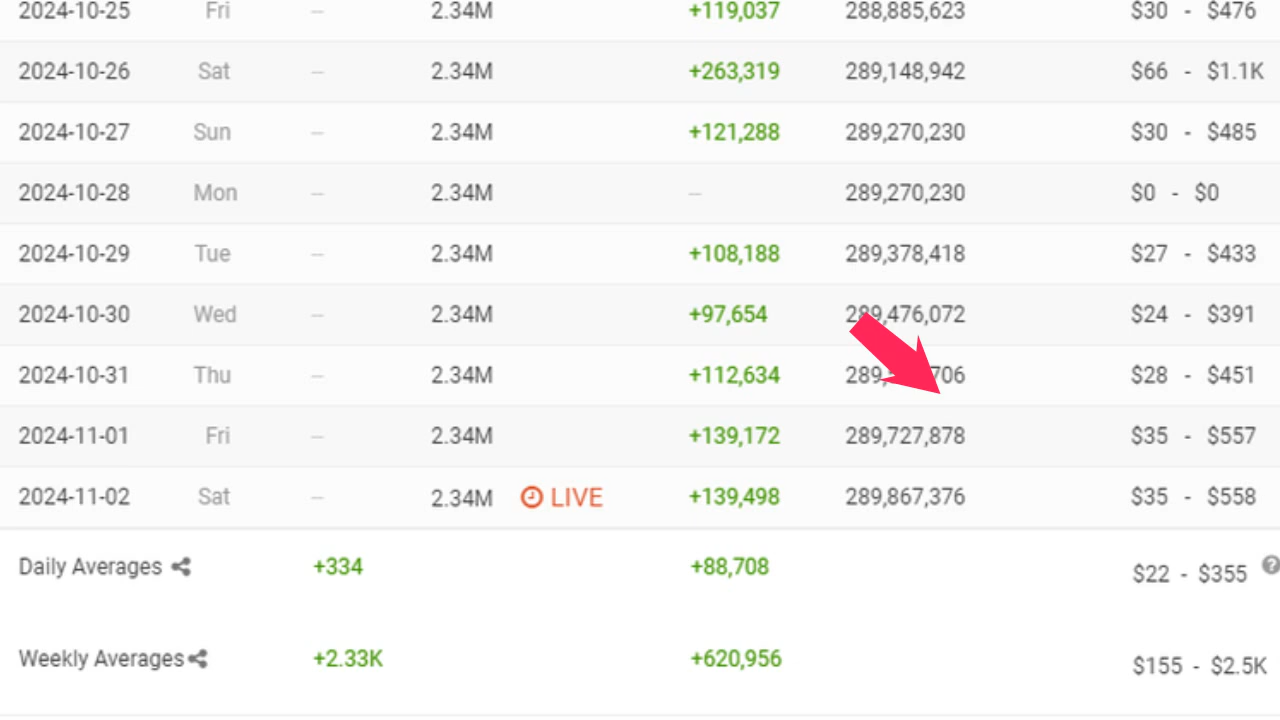 2024-10-25 Fri -- 2.34M +119,037 288,885,623 $30 - $476
2024-10-26 Sat -- 2.34M +263,319 289,148,942 $66 - $1.1K
2024-10-27 Sun -- 2.34M +121,288 289,270,230 $30 - $485
2024-10-28 Mon -- 2.34M -- 289,270,230 $0 - $0
2024-10-29 Tue -- 2.34M +108,188 289,378,418 $27 - $433
2024-10-30 Wed -- 2.34M +97,654 289,476,072 $24 - $391
2024-10-31 Thu -- 2.34M +112,634 $28 - $451
2024-11-01 Fri -- 2.34M +139,172 289,727,878 $35 - $557
2024-11-02 Sat -- 2.34M LIVE +139,498 289,867,376 $35 - $558
Daily Averages +334 +88,708 $22 - $355 ?
Weekly Averages +2.33K +620,956 $155 - $2.5K